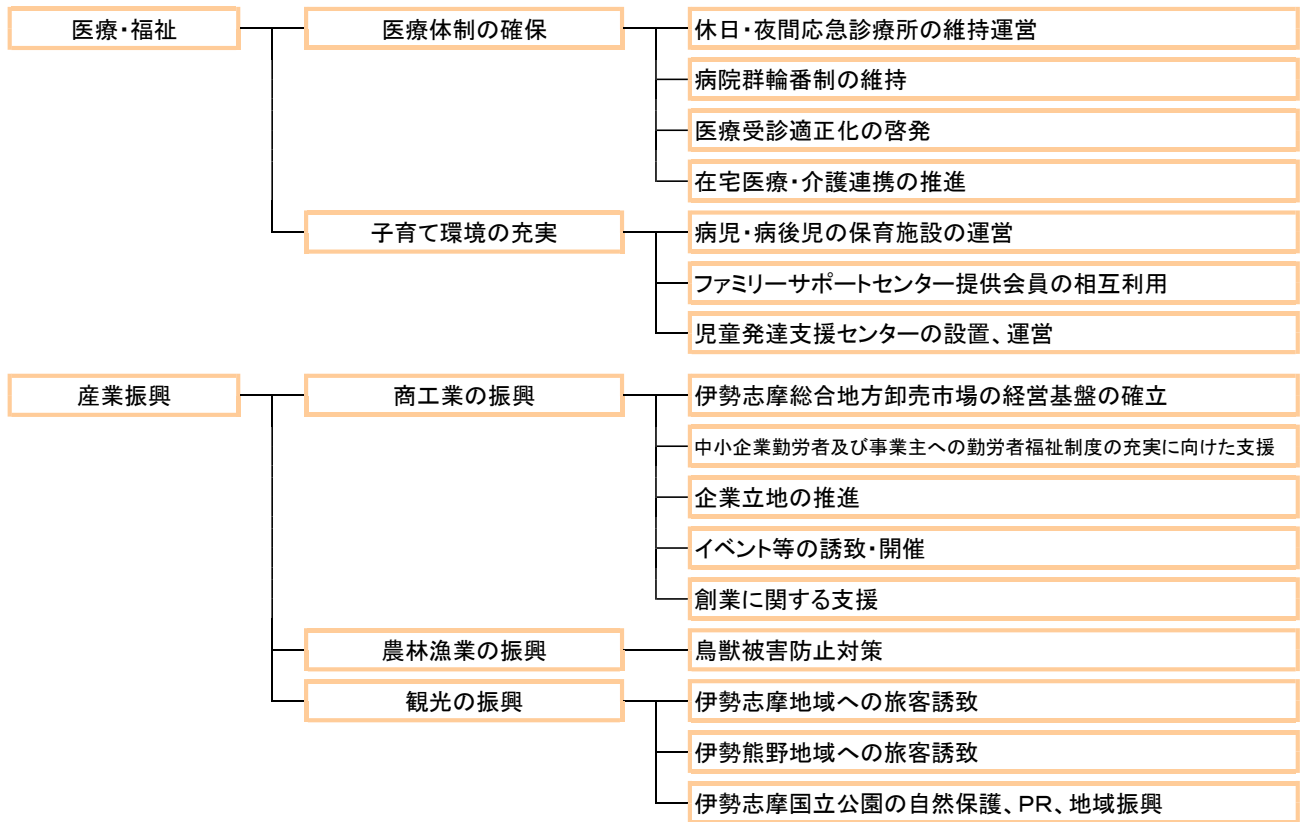 医療・福祉
医療体制の確保
休日・夜間応急診療所の維持運営
病院群輪番制の維持
医療受診適正化の啓発
在宅医療・介護連携の推進
子育て環境の充実
病児・病後児の保育施設の運営
ファミリーサポートセンター提供会員の相互利用
児童発達支援センターの設置、運営
産業振興
商工業の振興
伊勢志摩総合地方卸売市場の経営基盤の確立
中小企業勤労者及び事業主への勤労者福祉制度の充実に向けた支援
企業立地の推進
イベント等の誘致・開催
創業に関する支援
農林漁業の振興
鳥獣被害防止対策
観光の振興
伊勢志摩地域への旅客誘致
伊勢熊野地域への旅客誘致
伊勢志摩国立公園の自然保護、PR、地域振興